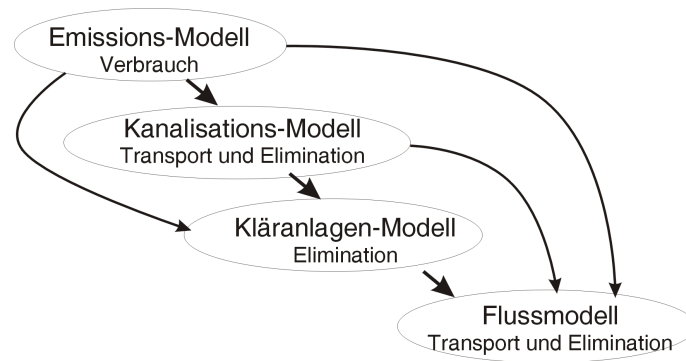 Emissions-Modell
Verbrauch
Kanalisations-Modell
Transport und Elimination
Kläranlagen-Modell
Elimination
Flussmodell
Transport und Elimination